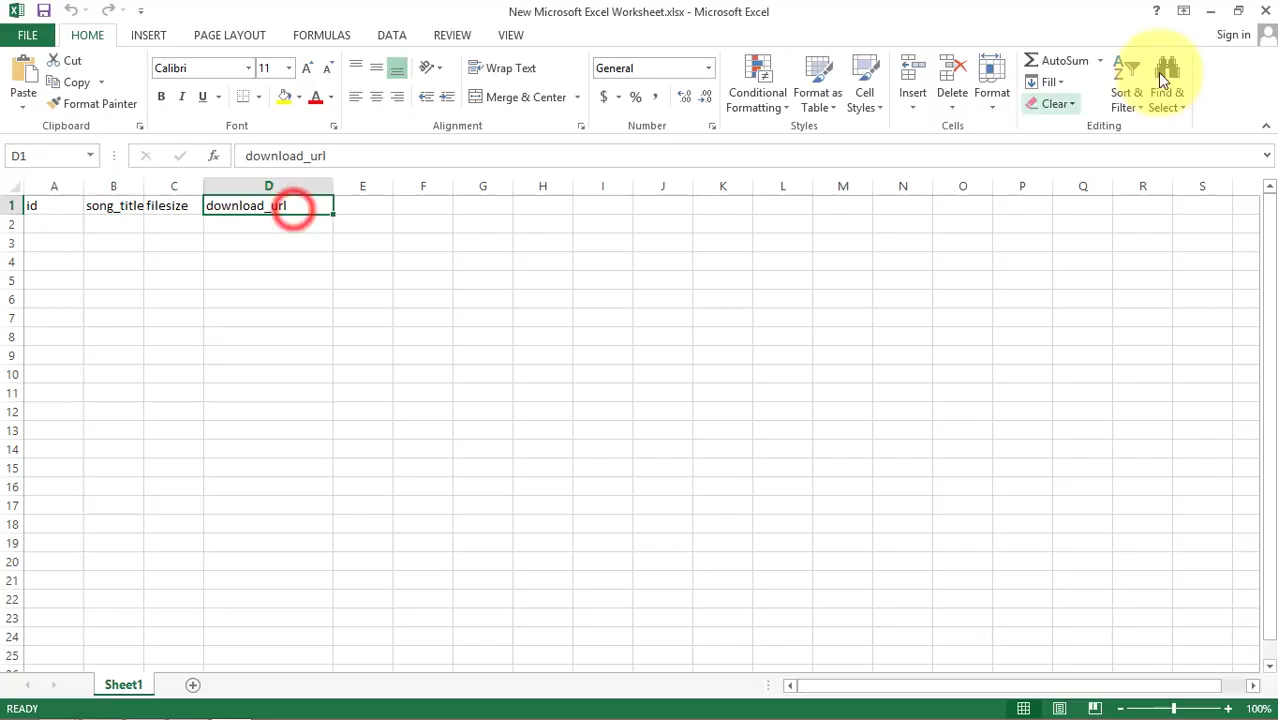 New Microsoft Excel Worksheet.xlsx - Microsoft Excel
?
FILE HOME INSERT PAGE LAYOUT FORMULAS DATA REVIEW VIEW Sign in
Paste Cut Copy Format Painter Clipboard
Calibri 11 B I U A Font
Wrap Text Merge & Center Alignment
General $ % , Number
Conditional Formatting Format as Table Cell Styles Styles
Insert Delete Format Cells
AutoSum Fill Clear Sort & Filter Find & Select Editing
D1 fx download_url
A B C D E F G H I J K L M N O P Q R S
1 id song_title filesize download_url
2
3
4
5
6
7
8
9
10
11
12
13
14
15
16
17
18
19
20
21
22
23
24
25
Sheet1
READY 100%